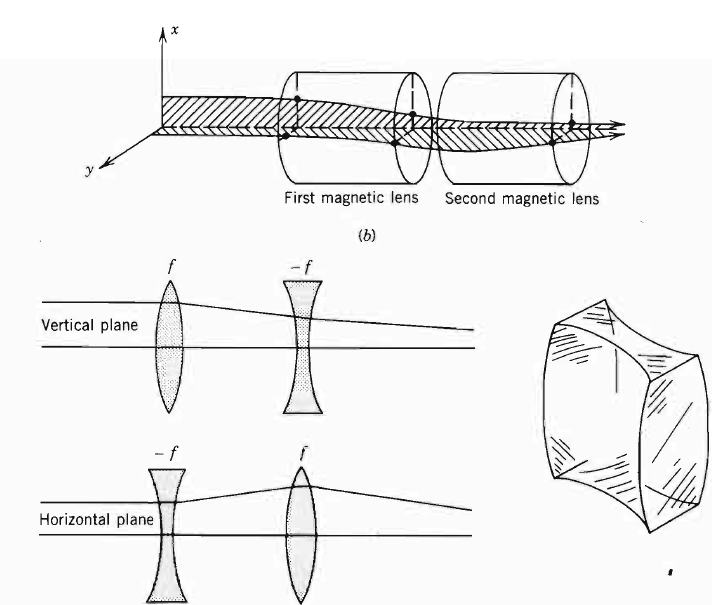 x
y
First magnetic lens
Second magnetic lens
(b)
f
– f
Vertical plane
– f
f
Horizontal plane